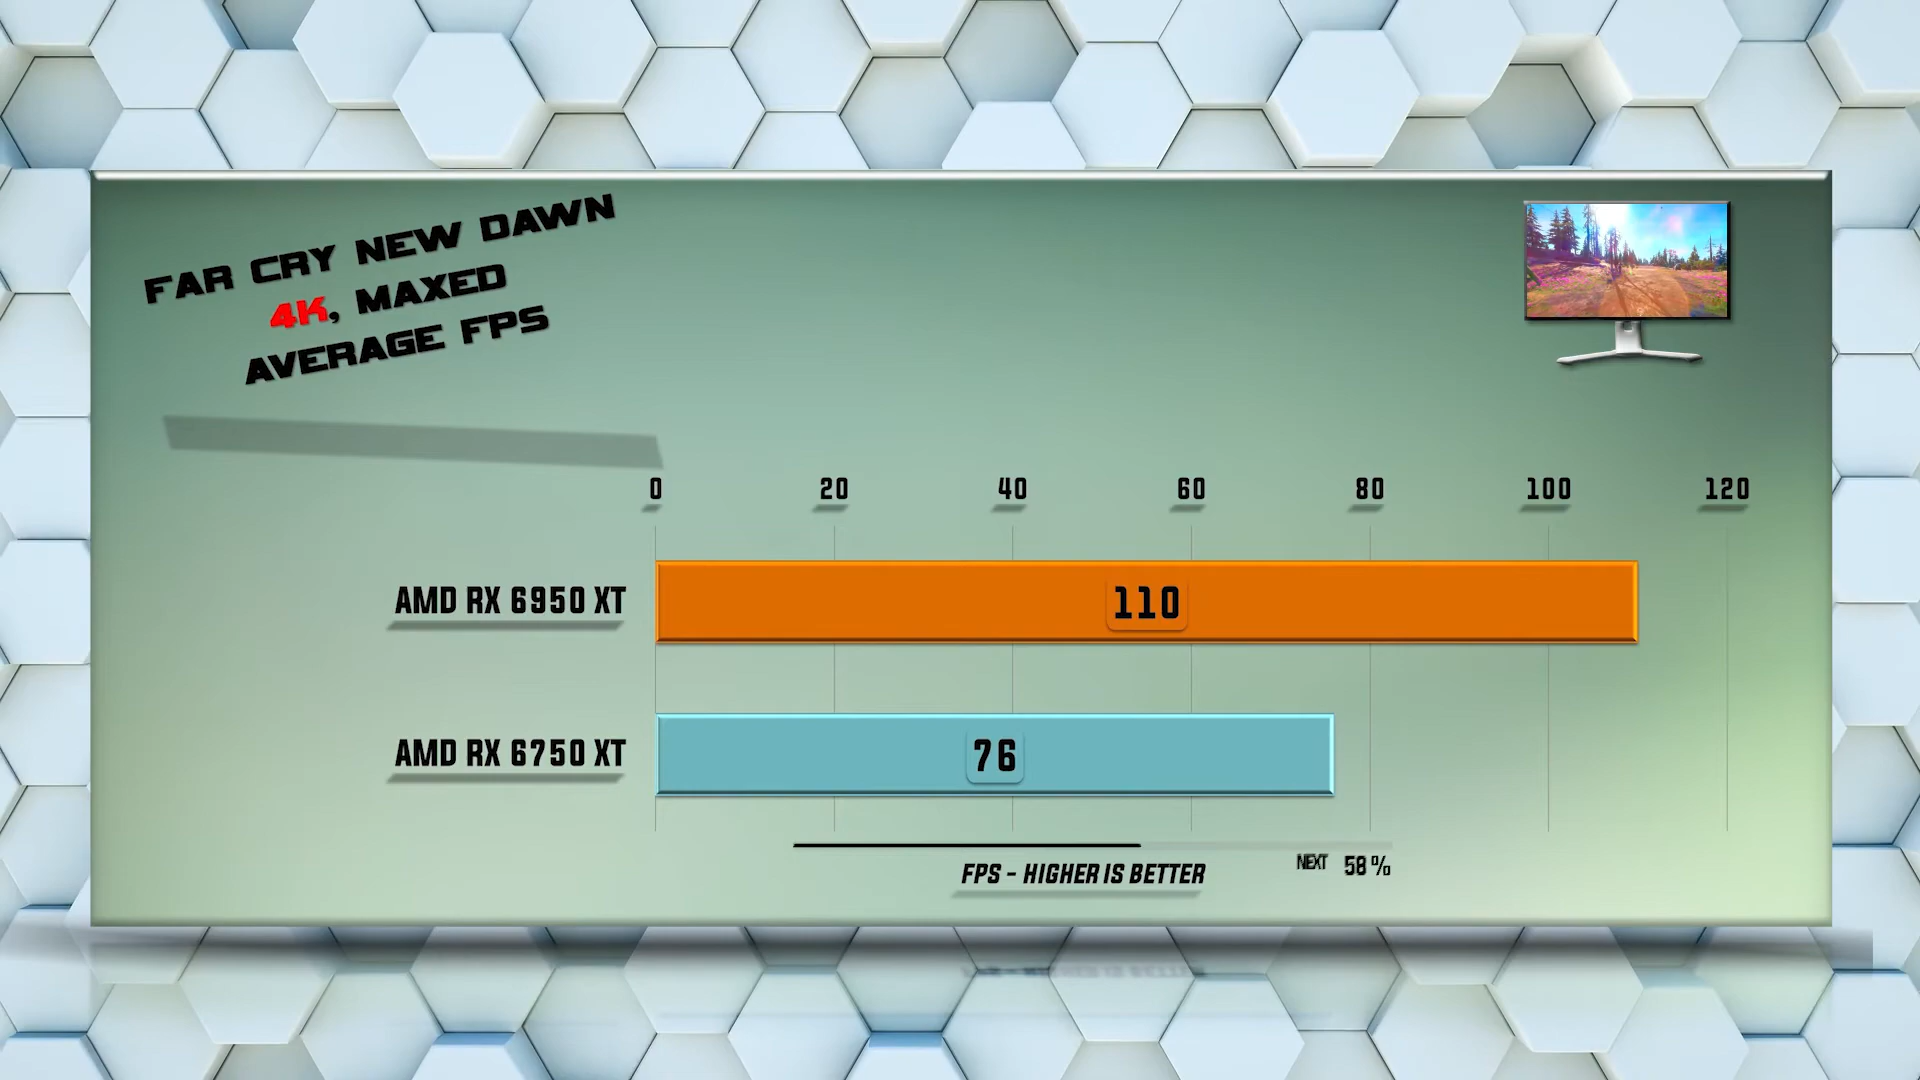 FAR CRY NEW DAWN
4K, MAXED
AVERAGE FPS
0 20 40 60 80 100 120
AMD RX 6950 XT 110
AMD RX 6750 XT 76
FPS - HIGHER IS BETTER
NEXT 58%